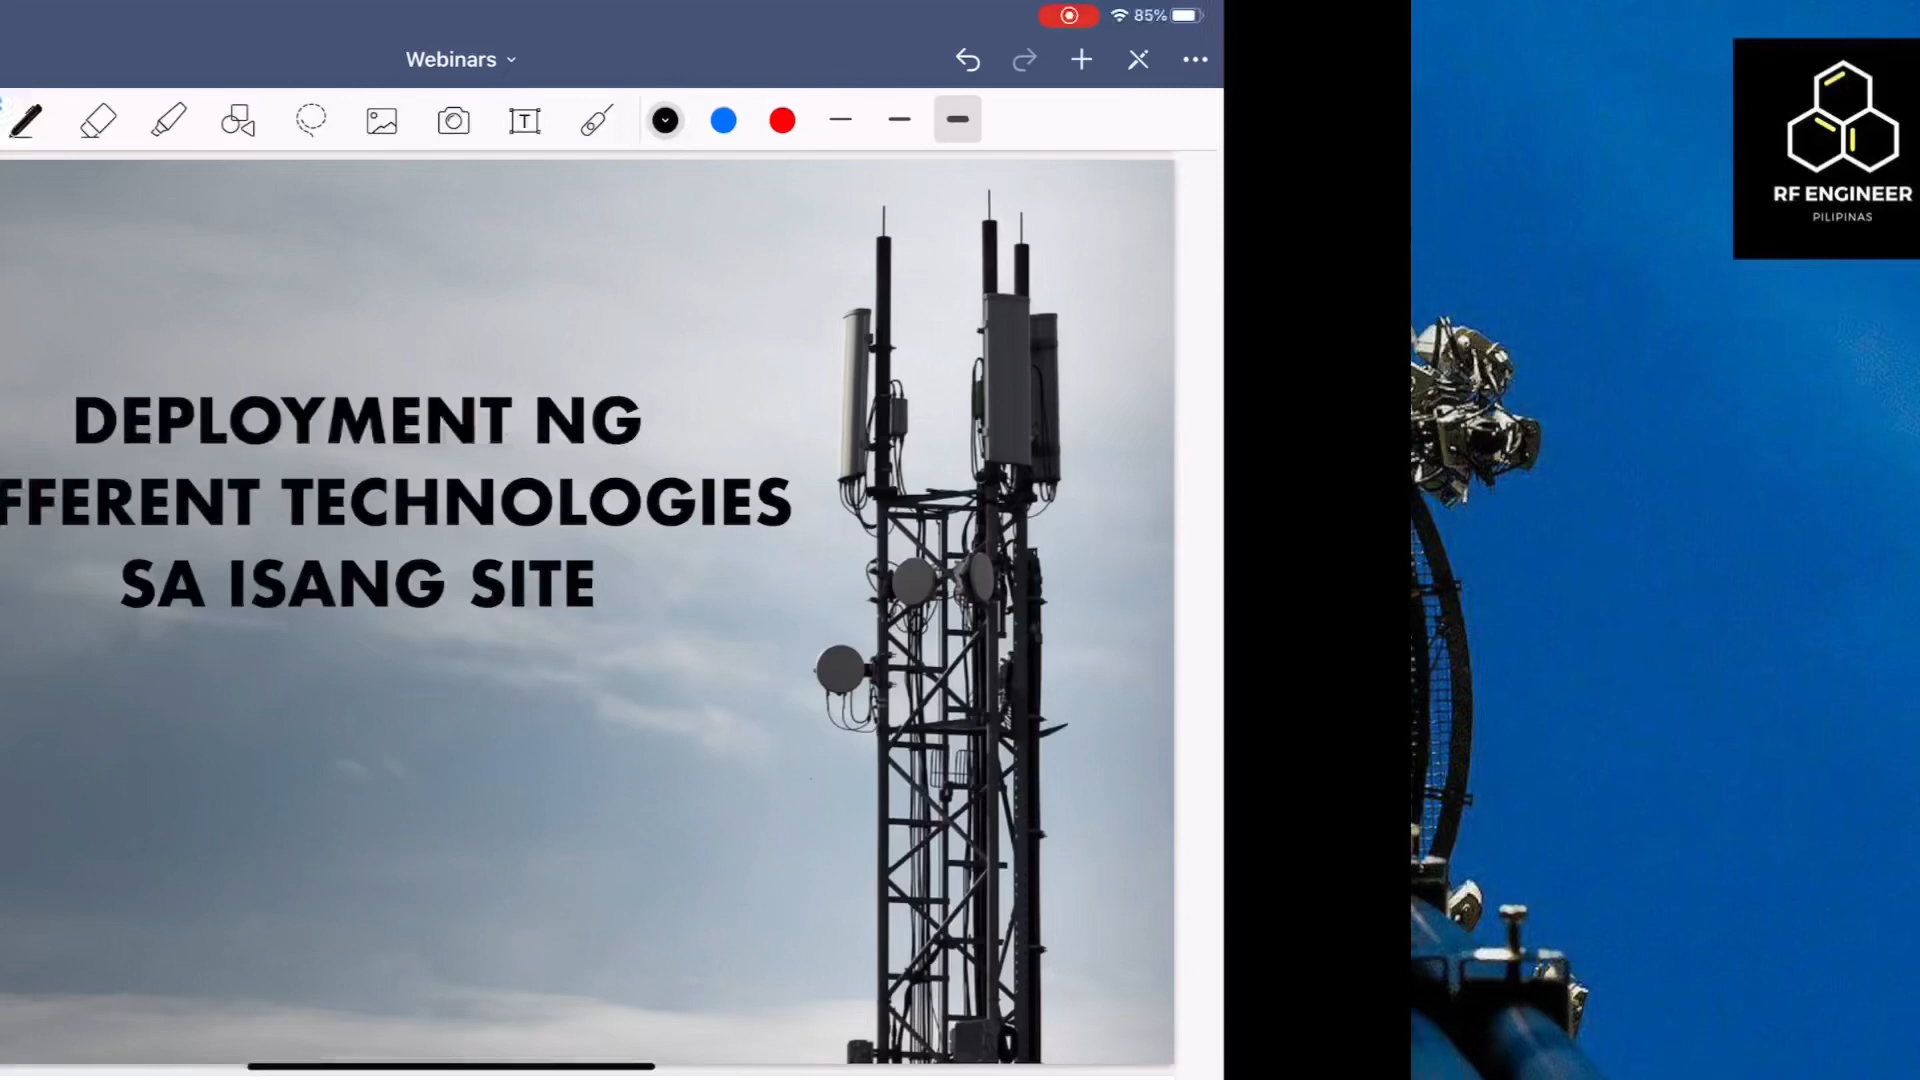 85%
Webinars
T
DEPLOYMENT NG
FFERENT TECHNOLOGIES
SA ISANG SITE
RF ENGINEER
PILIPINAS